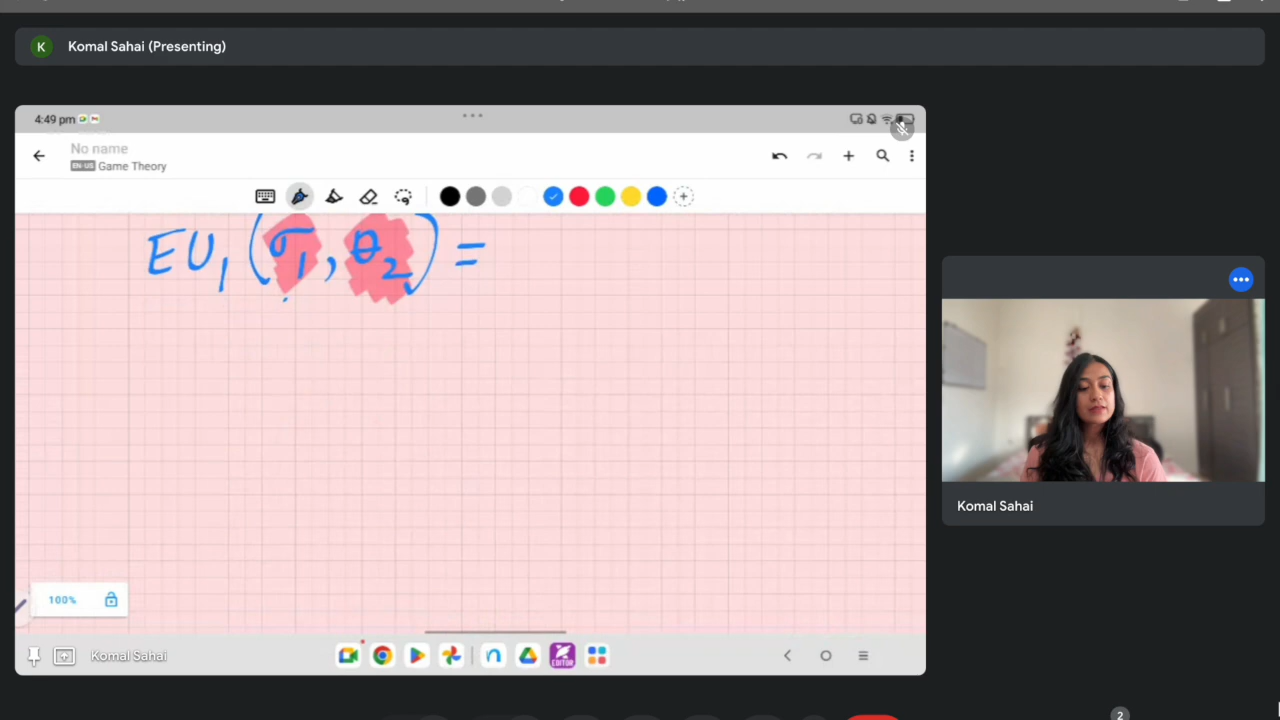 K Komal Sahai (Presenting)
4:49 pm
No name
EN-US Game Theory
EU₁ (σ₁, θ₂) =
100%
Komal Sahai
EDITOR
Komal Sahai
2